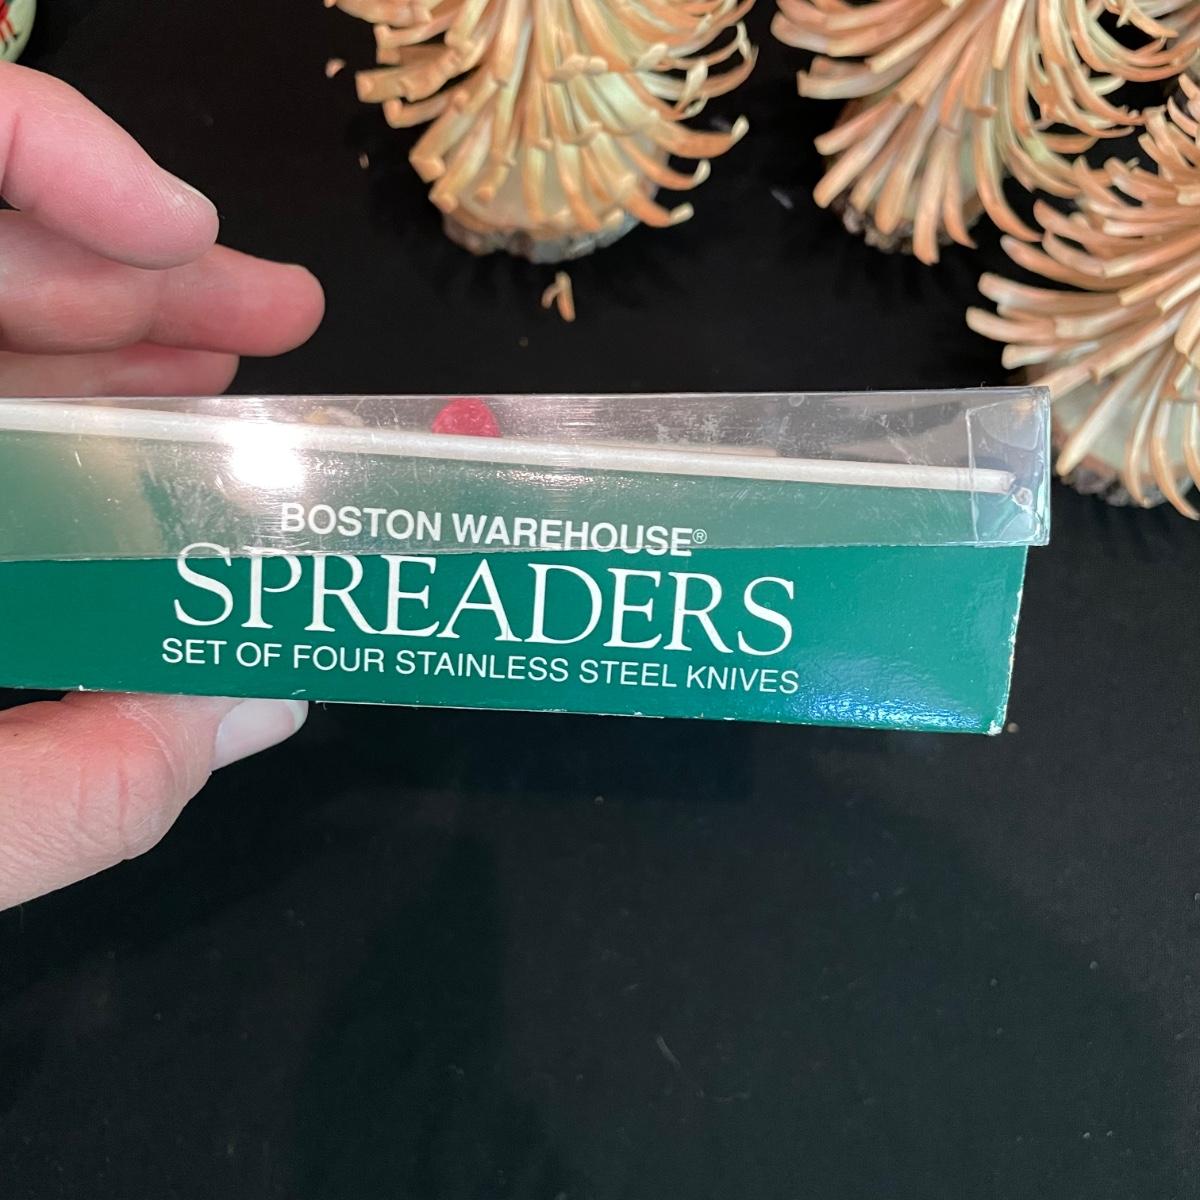 BOSTON WAREHOUSE®
SPREADERS
SET OF FOUR STAINLESS STEEL KNIVES